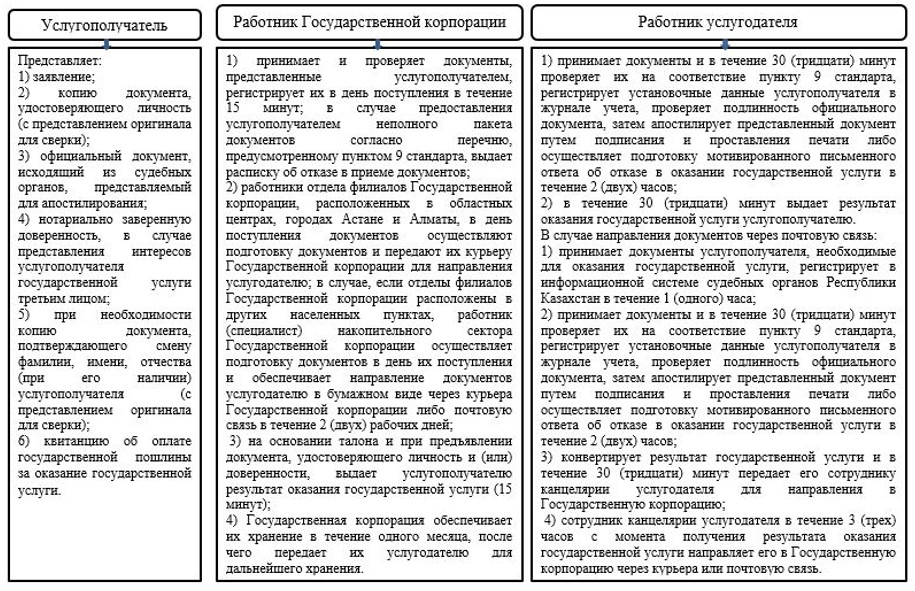 Услугополучатель
Представляет:
1) заявление;
2) копию документа,
удостоверяющего личность
(с представлением оригинала
для сверки);
3) официальный документ,
исходящий из судебных
органов, представляемый
для апостилирования;
4) нотариально заверенную
доверенность, в случае
представления интересов
услугополучателя
государственной услуги
третьим лицом;
5) при необходимости
копию документа,
подтверждающего смену
фамилии, имени, отчества
(при его наличии)
услугополучателя (с
представлением оригинала
для сверки);
6) квитанцию об оплате
государственной пошлины
за оказание государственной
услуги.
Работник Государственной корпорации
1) принимает и проверяет документы,
представленные услугополучателем,
регистрирует их в день поступления в течение
15 минут; в случае предоставления
услугополучателем неполного пакета
документов согласно перечню,
предусмотренному пунктом 9 стандарта, выдает
расписку об отказе в приеме документов;
2) работники отдела филиалов Государственной
корпорации, расположенных в областных
центрах, городах Астане и Алматы, в день
поступления документов осуществляют
подготовку документов и передают их курьеру
Государственной корпорации для направления
услугодателю; в случае, если отделы филиалов
Государственной корпорации расположены в
других населенных пунктах, работник
(специалист) накопительного сектора
Государственной корпорации осуществляет
подготовку документов в день их поступления
и обеспечивает направление документов
услугодателю в бумажном виде через курьера
Государственной корпорации либо почтовую
связь в течение 2 (двух) рабочих дней;
3) на основании талона и при предъявлении
документа, удостоверяющего личность и (или)
доверенности, выдает услугополучателю
результат оказания государственной услуги (15
минут);
4) Государственная корпорация обеспечивает
их хранение в течение одного месяца, после
чего передает их услугодателю для
дальнейшего хранения.
Работник услугодателя
1) принимает документы и в течение 30 (тридцати) минут
проверяет их на соответствие пункту 9 стандарта,
регистрирует установочные данные услугополучателя в
журнале учета, проверяет подлинность официального
документа, затем апостилирует представленный документ
путем подписания и проставления печати либо
осуществляет подготовку мотивированного письменного
ответа об отказе в оказании государственной услуги в
течение 2 (двух) часов;
2) в течение 30 (тридцати) минут выдает результат
оказания государственной услуги услугополучателю.
В случае направления документов через почтовую связь:
1) принимает документы услугополучателя, необходимые
для оказания государственной услуги, регистрирует в
информационной системе судебных органов Республики
Казахстан в течение 1 (одного) часа;
2) принимает документы и в течение 30 (тридцати) минут
проверяет их на соответствие пункту 9 стандарта,
регистрирует установочные данные услугополучателя в
журнале учета, проверяет подлинность официального
документа, затем апостилирует представленный документ
путем подписания и проставления печати либо
осуществляет подготовку мотивированного письменного
ответа об отказе в оказании государственной услуги в
течение 2 (двух) часов;
3) конвертирует результат государственной услуги и в
течение 30 (тридцати) минут передает его сотруднику
канцелярии услугодателя для направления в
Государственную корпорацию;
4) сотрудник канцелярии услугодателя в течение 3 (трех)
часов с момента получения результата оказания
государственной услуги направляет его в Государственную
корпорацию через курьера или почтовую связь.